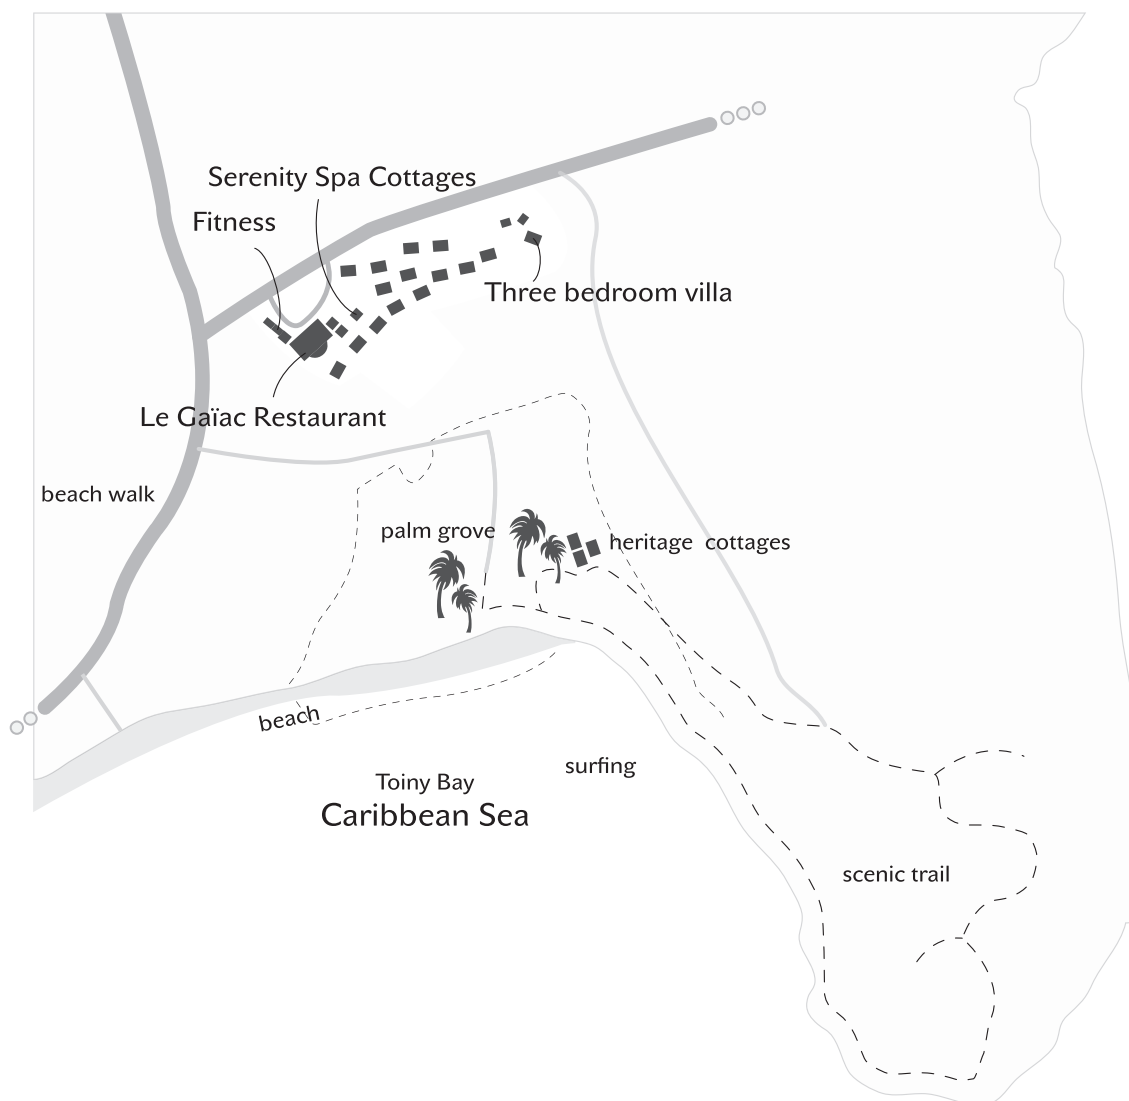 Serenity Spa Cottages
Fitness
Three bedroom villa
Le Gaïac Restaurant
beach walk
palm grove
heritage cottages
beach
surfing
Toiny Bay
Caribbean Sea
scenic trail